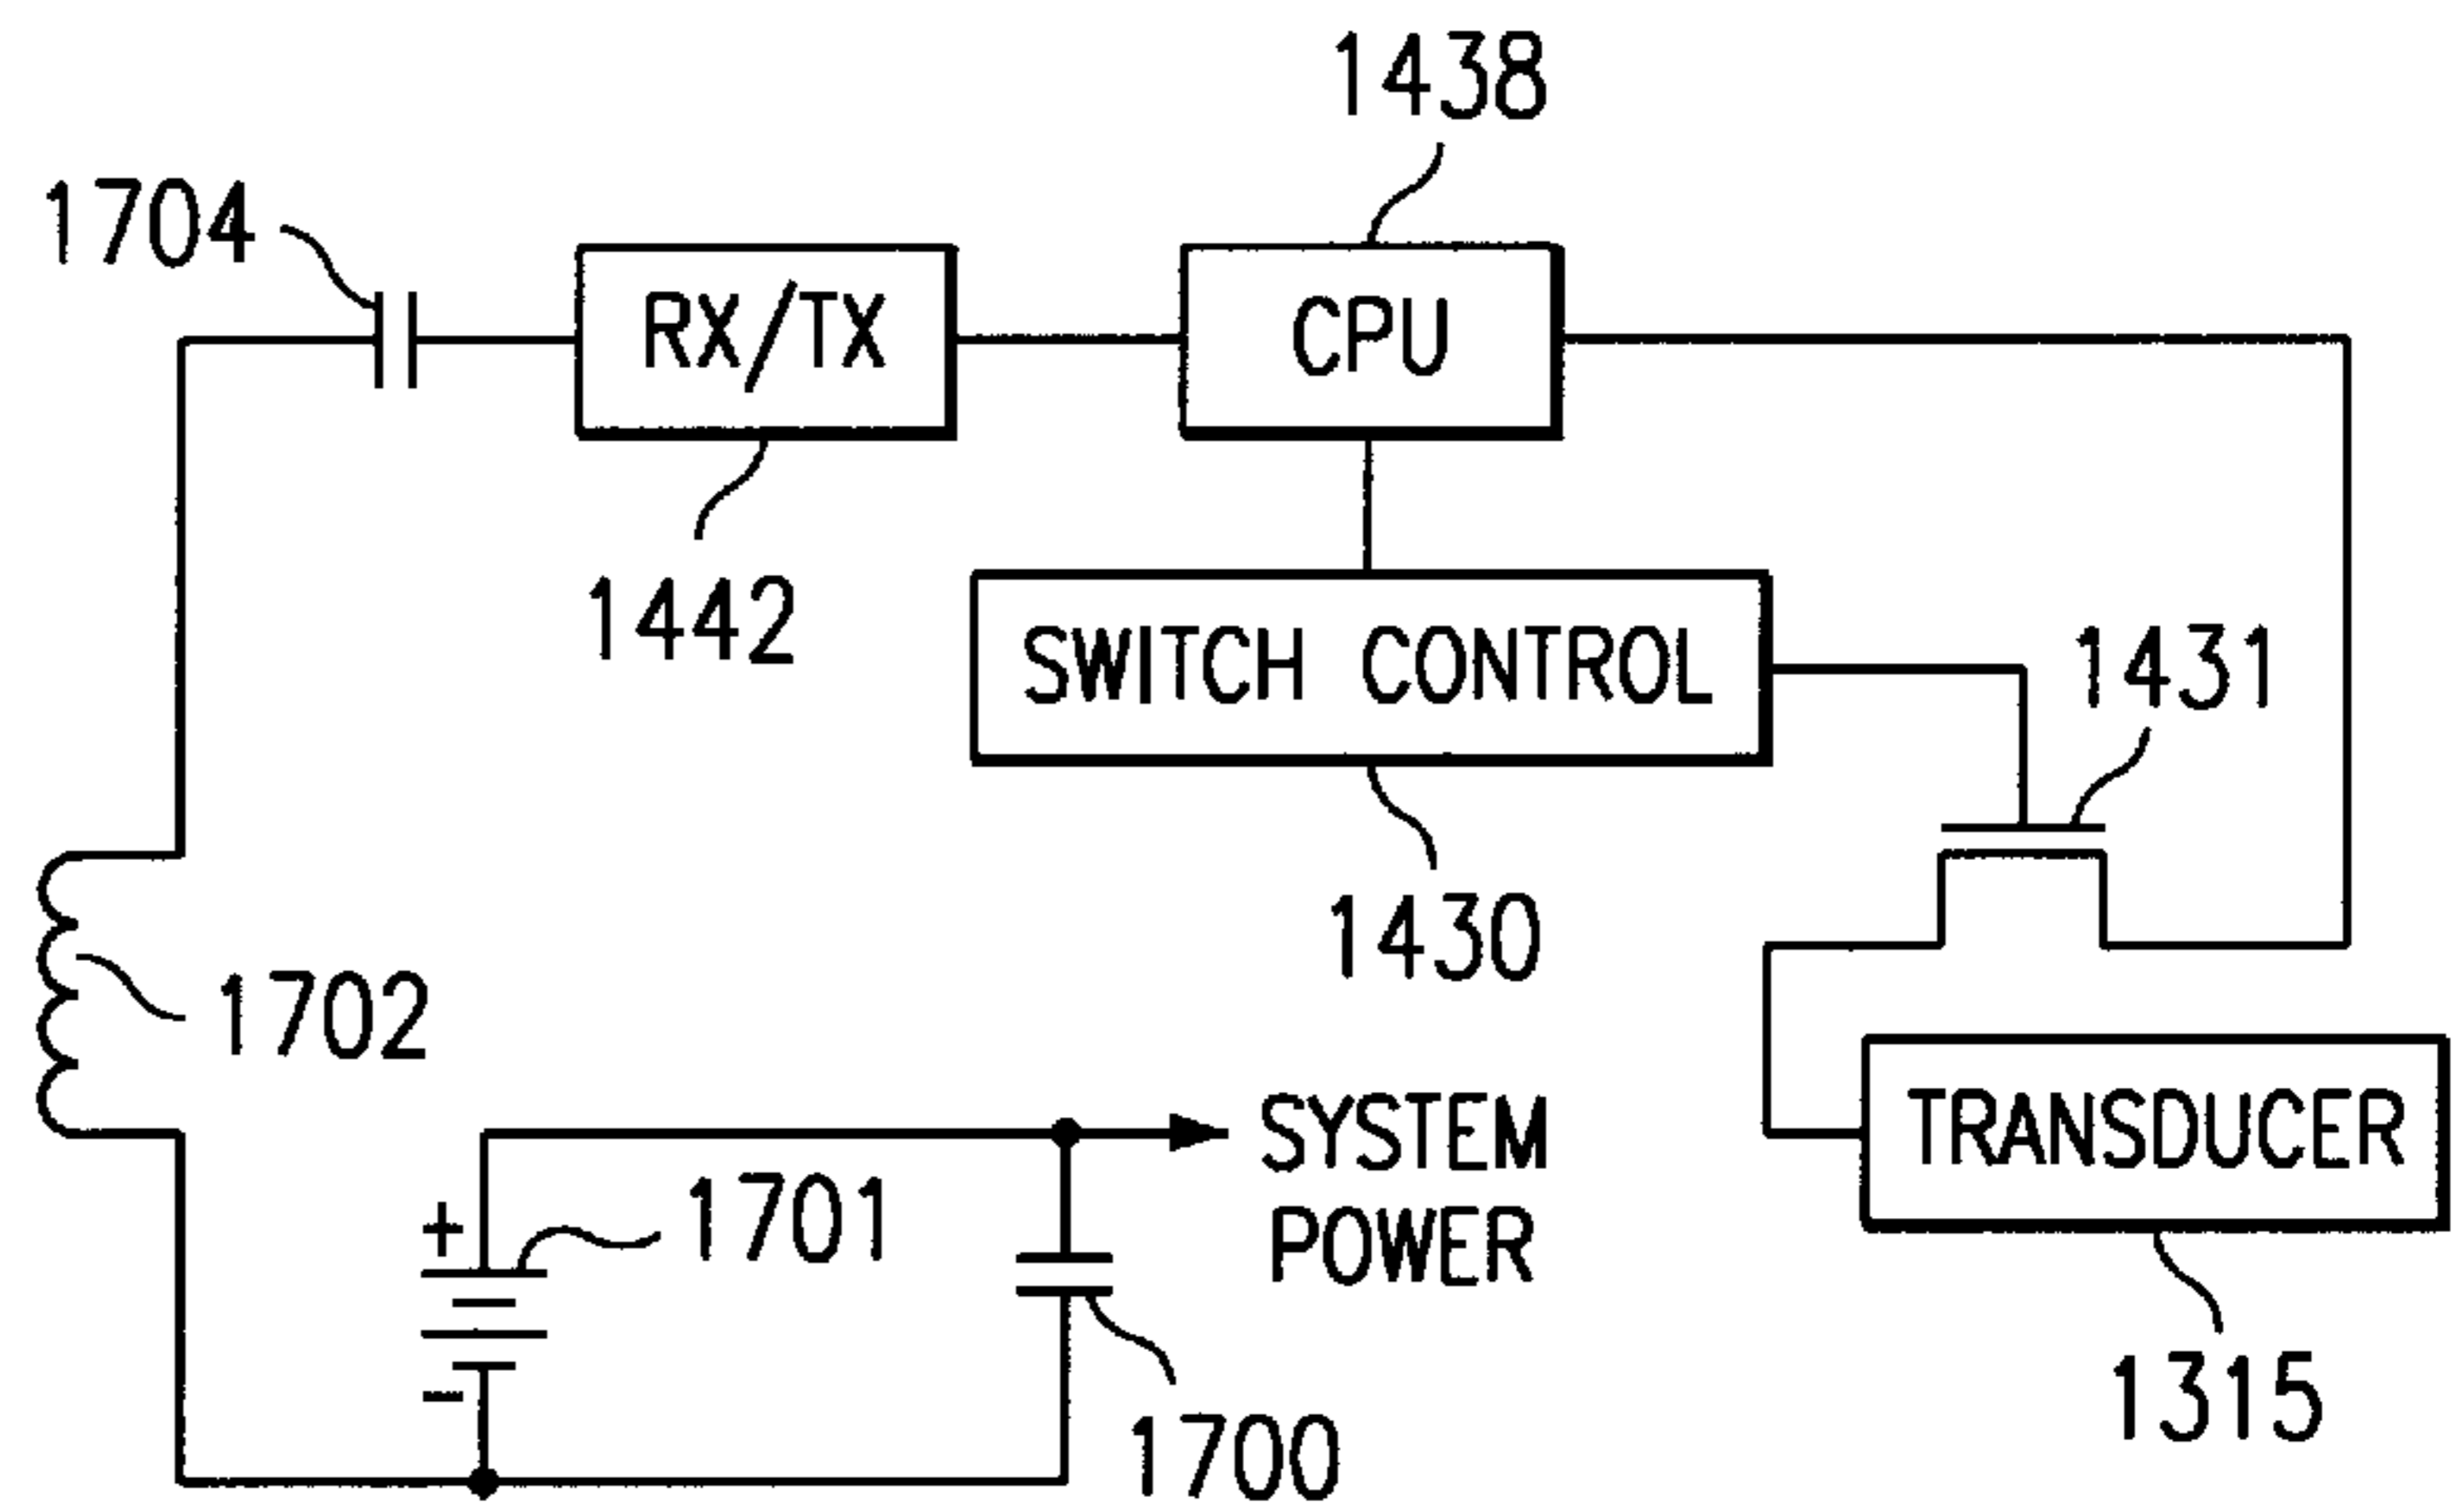 1438
1704
RX/TX
CPU
1442
SWITCH CONTROL
1431
1430
1702
SYSTEM
POWER
TRANSDUCER
+
1701
-
1315
1700